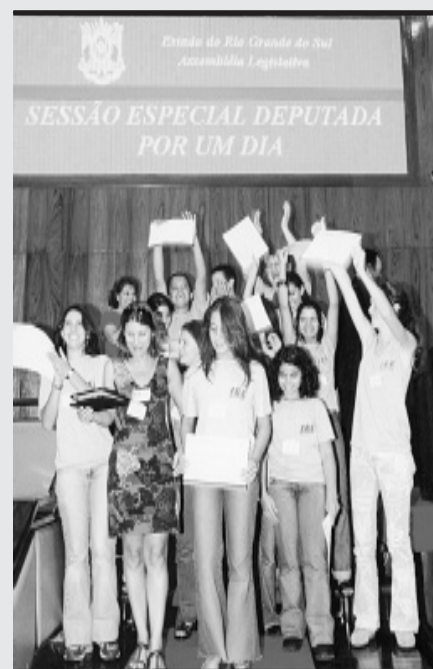 Estado do Rio Grande do Sul
Assembléia Legislativa
SESSÃO ESPECIAL DEPUTADA
POR UM DIA